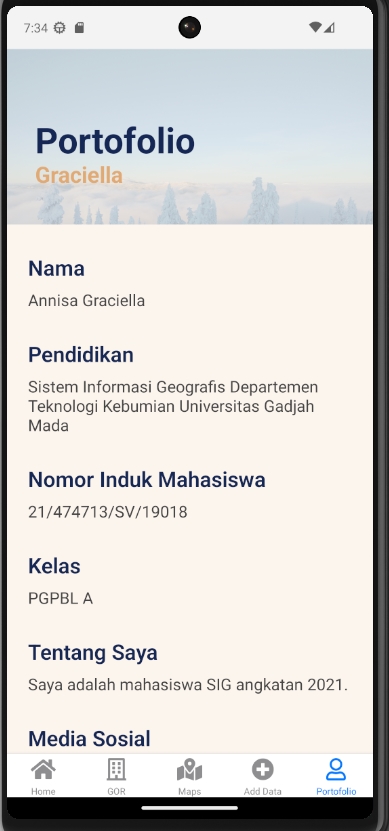 7:34
Portofolio
Graciella
Nama
Annisa Graciella
Pendidikan
Sistem Informasi Geografis Departemen
Teknologi Kebumian Universitas Gadjah
Mada
Nomor Induk Mahasiswa
21/474713/SV/19018
Kelas
PGPBL A
Tentang Saya
Saya adalah mahasiswa SIG angkatan 2021.
Media Sosial
Home GOR Maps Add Data Portofolio